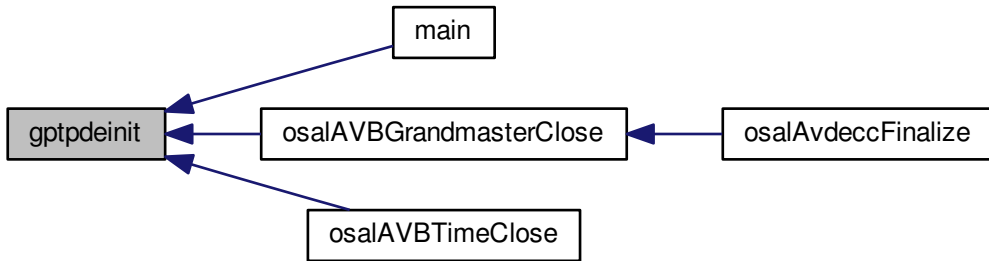 main
gptpdeinit
osalAVBGrandmasterClose
osalAvdeccFinalize
osalAVBTimeClose